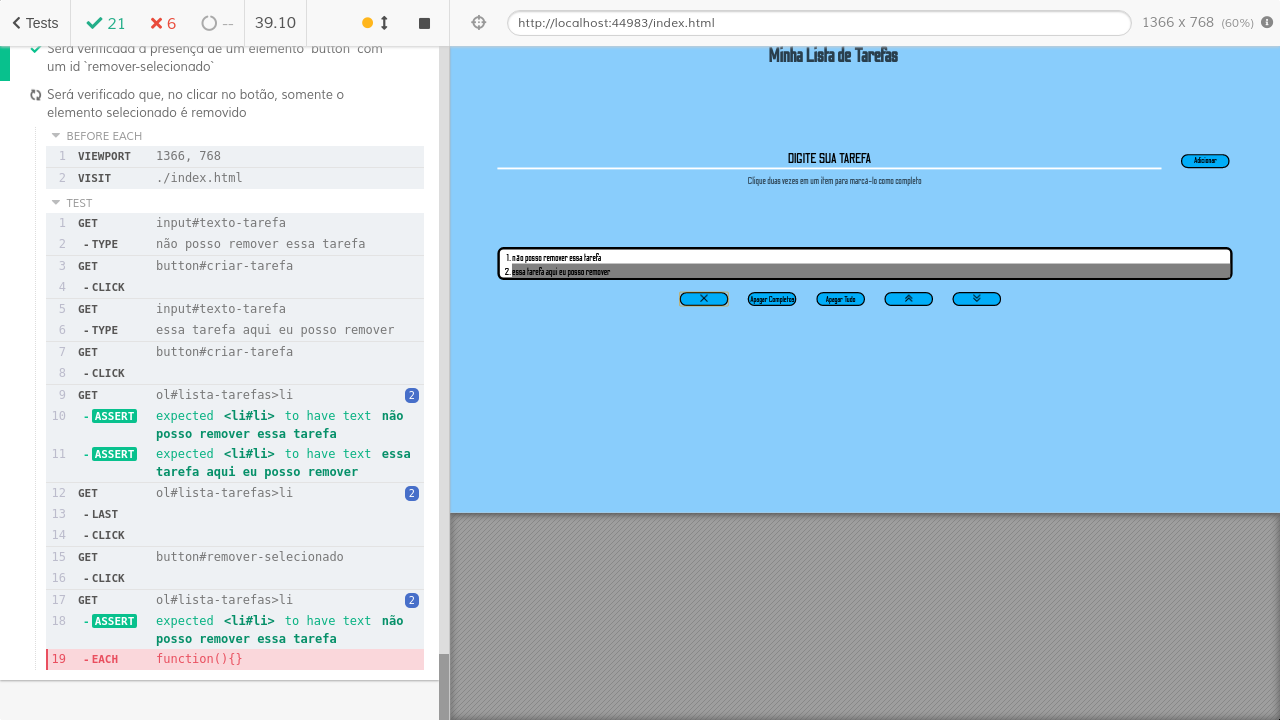 Tests
21
6
--
39.10
http://localhost:44983/index.html
1366 x 768 (60%)
Será verificada a presença de um elemento `button` com
um id `remover-selecionado`
Será verificado que, no clicar no botão, somente o
elemento selecionado é removido
BEFORE EACH
1 VIEWPORT 1366, 768
2 VISIT ./index.html
TEST
1 GET input#texto-tarefa
2 -TYPE não posso remover essa tarefa
3 GET button#criar-tarefa
4 -CLICK
5 GET input#texto-tarefa
6 -TYPE essa tarefa aqui eu posso remover
7 GET button#criar-tarefa
8 -CLICK
9 GET ol#lista-tarefas>li 2
10 -ASSERT expected <li#li> to have text não
posso remover essa tarefa
11 -ASSERT expected <li#li> to have text essa
tarefa aqui eu posso remover
12 GET ol#lista-tarefas>li 2
13 -LAST
14 -CLICK
15 GET button#remover-selecionado
16 -CLICK
17 GET ol#lista-tarefas>li 2
18 -ASSERT expected <li#li> to have text não
posso remover essa tarefa
19 -EACH function(){}
Minha Lista de Tarefas
DIGITE SUA TAREFA
Adicionar
Clique duas vezes em um item para marcá-lo como completo
1. não posso remover essa tarefa
2. essa tarefa aqui eu posso remover
Apagar Completos
Apagar Tudo